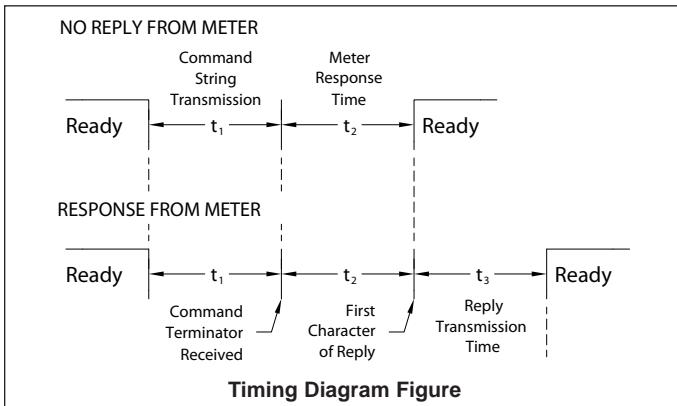 NO REPLY FROM METER
Command
String
Transmission
Meter
Response
Time
Ready
t₁
t₂
Ready
RESPONSE FROM METER
Ready
t₁
t₂
t₃
Ready
Command
Terminator
Received
First
Character
of Reply
Reply
Transmission
Time
Timing Diagram Figure